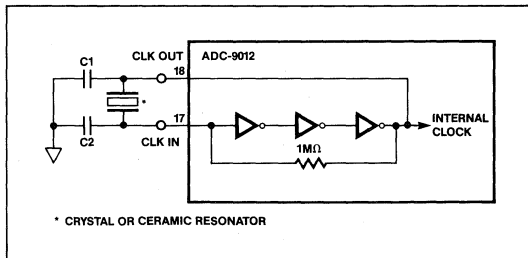 C1
CLK OUT
ADC-9012
18
*
17
CLK IN
C2
1MΩ
INTERNAL
CLOCK
* CRYSTAL OR CERAMIC RESONATOR